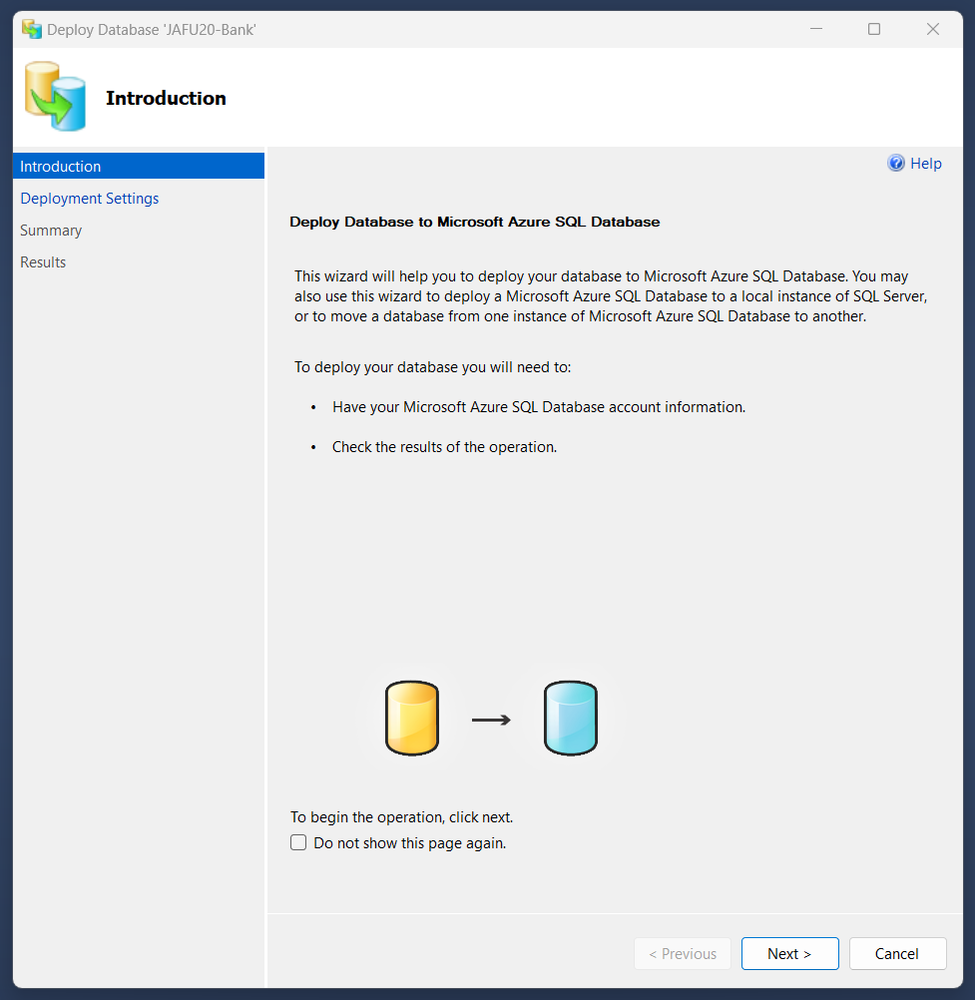 Deploy Database 'JAFU20-Bank'
Introduction
Introduction
Deployment Settings
Summary
Results
Help
Deploy Database to Microsoft Azure SQL Database
This wizard will help you to deploy your database to Microsoft Azure SQL Database. You may
also use this wizard to deploy a Microsoft Azure SQL Database to a local instance of SQL Server,
or to move a database from one instance of Microsoft Azure SQL Database to another.
To deploy your database you will need to:
• Have your Microsoft Azure SQL Database account information.
• Check the results of the operation.
To begin the operation, click next.
Do not show this page again.
< Previous
Next >
Cancel